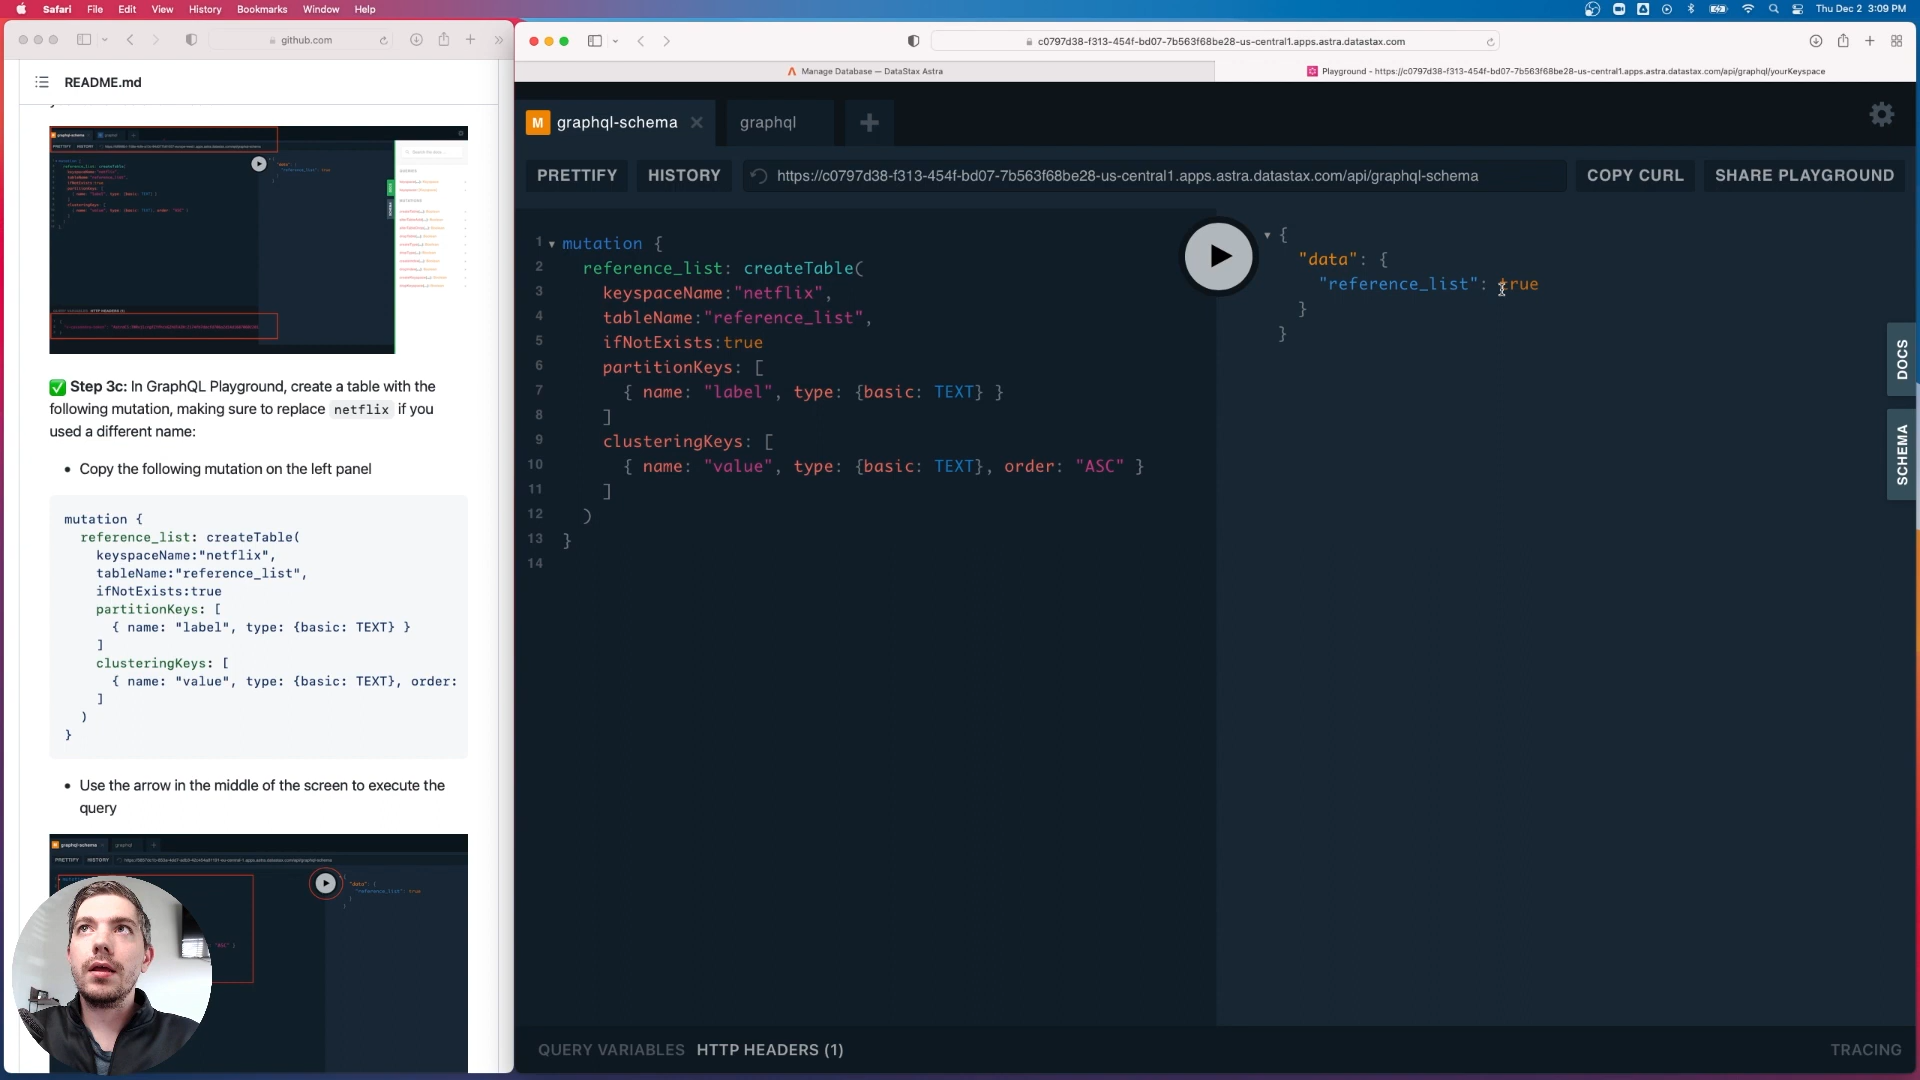 Safari File Edit View History Bookmarks Window Help
Thu Dec 2 3:09 PM
github.com
c0797d38-f313-454f-bd07-7b563f68be28-us-central1.apps.astra.datastax.com
Manage Database — DataStax Astra
Playground - https://c0797d38-f313-454f-bd07-7b563f68be28-us-central1.apps.astra.datastax.com/api/graphql/yourKeyspace
README.md
✅ Step 3c: In GraphQL Playground, create a table with the
following mutation, making sure to replace netflix if you
used a different name:
• Copy the following mutation on the left panel
mutation {
reference_list: createTable(
keyspaceName:"netflix",
tableName:"reference_list",
ifNotExists:true
partitionKeys: [
{ name: "label", type: {basic: TEXT} }
]
clusteringKeys: [
{ name: "value", type: {basic: TEXT}, order:
]
)
}
• Use the arrow in the middle of the screen to execute the
query
M graphql-schema
graphql
PRETTIFY
HISTORY
https://c0797d38-f313-454f-bd07-7b563f68be28-us-central1.apps.astra.datastax.com/api/graphql-schema
COPY CURL
SHARE PLAYGROUND
1 mutation {
2 reference_list: createTable(
3 keyspaceName:"netflix",
4 tableName:"reference_list",
5 ifNotExists:true
6 partitionKeys: [
7 { name: "label", type: {basic: TEXT} }
8 ]
9 clusteringKeys: [
10 { name: "value", type: {basic: TEXT}, order: "ASC" }
11 ]
12 )
13 }
14
{
"data": {
"reference_list": true
}
}
DOCS
SCHEMA
QUERY VARIABLES HTTP HEADERS (1)
TRACING